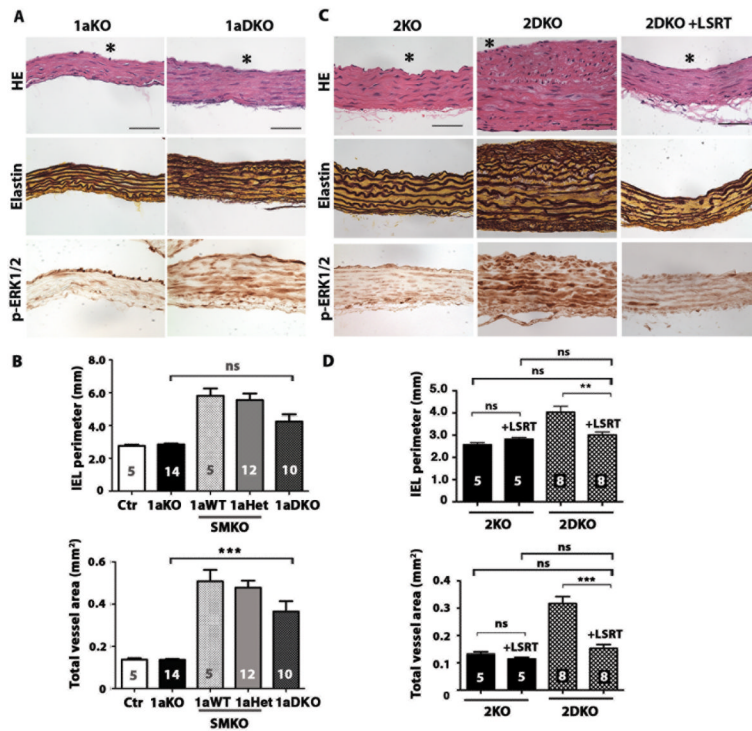 A
1aKO
1aDKO
*
*
HE
Elastin
p-ERK1/2
C
2KO
2DKO
2DKO +LSRT
*
*
*
HE
Elastin
p-ERK1/2
B
IEL perimeter (mm)
8.0
6.0
4.0
2.0
0
ns
5
14
5
12
10
Ctr
1aKO
1aWT
1aHet
1aDKO
SMKO
Total vessel area (mm²)
0.6
0.4
0.2
0
***
5
14
5
12
10
Ctr
1aKO
1aWT
1aHet
1aDKO
SMKO
D
IEL perimeter (mm)
5.0
4.0
3.0
2.0
1.0
0.0
ns
ns
**
ns
+LSRT
+LSRT
5
5
8
8
2KO
2DKO
Total vessel area (mm²)
0.4
0.3
0.2
0.1
0
ns
ns
***
ns
+LSRT
+LSRT
5
5
8
8
2KO
2DKO